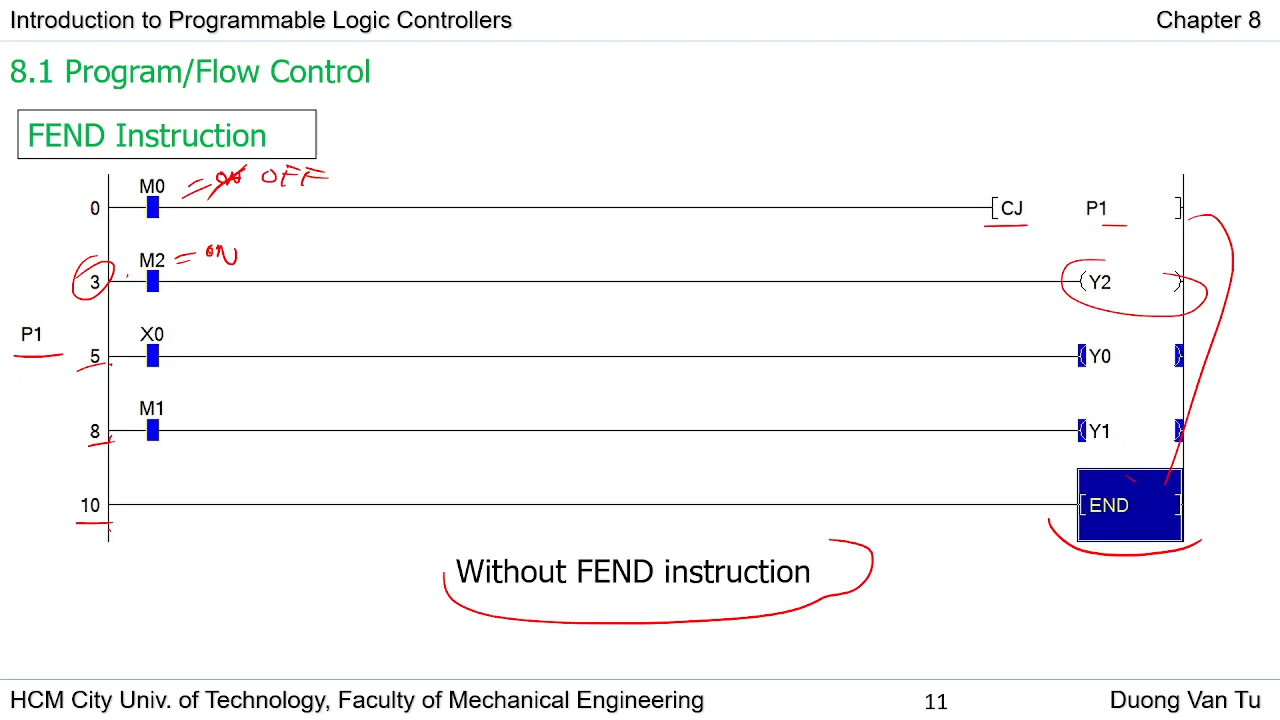 Introduction to Programmable Logic Controllers Chapter 8
8.1 Program/Flow Control
FEND Instruction
M0 = ON OFF
0 CJ P1
M2 = ON
3 Y2
P1 X0
5 Y0
M1
8 Y1
10 END
Without FEND instruction
HCM City Univ. of Technology, Faculty of Mechanical Engineering 11 Duong Van Tu